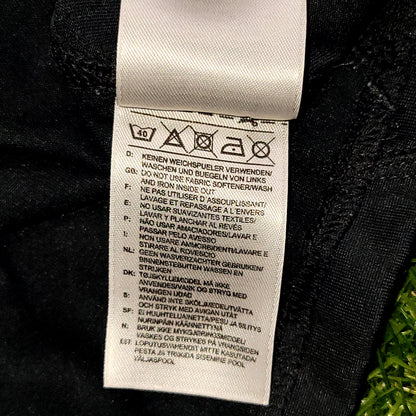 40
D: KEINEN WEICHSPUELER VERWENDEN/
WASCHEN UND BUEGELN VON LINKS
GB: DO NOT USE FABRIC SOFTENER/WASH
AND IRON INSIDE OUT
F: NE PAS UTILISER D'ASSOUPLISSANT/
LAVAGE ET REPASSAGE A L'ENVERS
E: NO USAR SUAVIZANTES TEXTILES/
LAVAR Y PLANCHAR AL REVÉS
P: NÃO USAR AMACIADORES/LAVAR E
PASSAR PELO AVESSO
I: NON USARE AMMORBIDENTI/LAVARE E
STIRARE AL ROVESCIO
NL: GEEN WASVERZACHTER GEBRUIKEN/
BINNENSTEBUITEN WASSEN EN
STRIJKEN
DK: TØJSKYLLEMIDDEL MÅ IKKE
ANVENDES/VASK OG STRYG MED
VRANGEN UDAD
S: ANVÄND INTE SKÖLJMEDEL/TVÄTTA
OCH STRYK MED AVIGAN UTÅT
SF: EI HUUHTELUAINETTA/PESU JA SILITYS
NURINPÄIN KÄÄNNETTYNÄ
N: BRUK IKKE MYKGJØRINGSMIDDEL/
VASKES OG STRYKES PÅ VRANGSIDEN
EST: LOPUTUSVAHENDIT MITTE KASUTADA/
PESTA JA TRIIKIDA SISEMINE POOL
VÄLJASPOOL